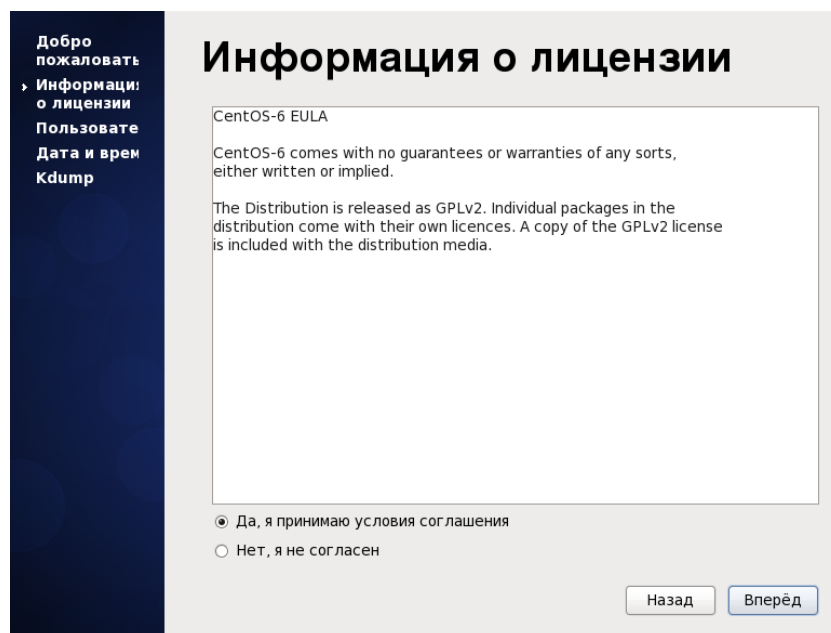 Добро
пожаловать
Информация
о лицензии
Пользовате
Дата и врем
Kdump
Информация о лицензии
CentOS-6 EULA
CentOS-6 comes with no guarantees or warranties of any sorts,
either written or implied.
The Distribution is released as GPLv2. Individual packages in the
distribution come with their own licences. A copy of the GPLv2 license
is included with the distribution media.
Да, я принимаю условия соглашения
Нет, я не согласен
Назад
Вперёд